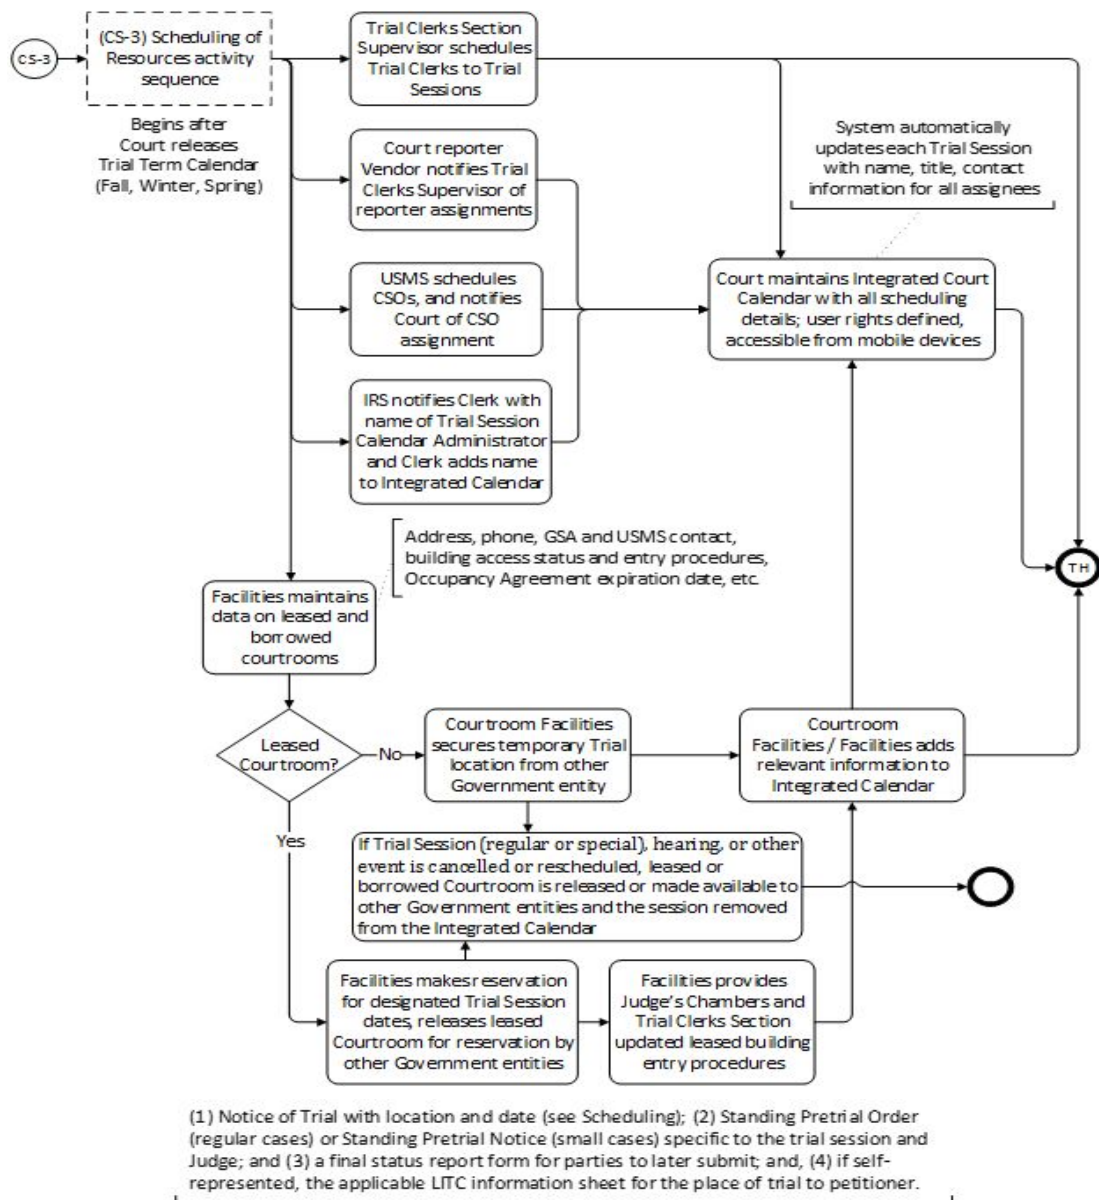 CS-3
(CS-3) Scheduling of
Resources activity
sequence
Begins after
Court releases
Trial Term Calendar
(Fall, Winter, Spring)
Trial Clerks Section
Supervisor schedules
Trial Clerks to Trial
Sessions
Court reporter
Vendor notifies Trial
Clerks Supervisor of
reporter assignments
System automatically
updates each Trial Session
with name, title, contact
information for all assignees
USMS schedules
CSOs, and notifies
Court of CSO
assignment
Court maintains Integrated Court
Calendar with all scheduling
details; user rights defined,
accessible from mobile devices
IRS notifies Clerk with
name of Trial Session
Calendar Administrator
and Clerk adds name
to Integrated Calendar
Address, phone, GSA and USMS contact,
building access status and entry procedures,
Occupancy Agreement expiration date, etc.
TH
Facilities maintains
data on leased and
borrowed
courtrooms
Leased
Courtroom?
No
Yes
Courtroom Facilities
secures temporary Trial
location from other
Government entity
Courtroom
Facilities / Facilities adds
relevant information to
Integrated Calendar
If Trial Session (regular or special), hearing, or other
event is cancelled or rescheduled, leased or
borrowed Courtroom is released or made available to
other Government entities and the session removed
from the Integrated Calendar
Facilities makes reservation
for designated Trial Session
dates, releases leased
Courtroom for reservation by
other Government entities
Facilities provides
Judge's Chambers and
Trial Clerks Section
updated leased building
entry procedures
(1) Notice of Trial with location and date (see Scheduling); (2) Standing Pretrial Order
(regular cases) or Standing Pretrial Notice (small cases) specific to the trial session and
Judge; and (3) a final status report form for parties to later submit; and, (4) if self-
represented, the applicable LITC information sheet for the place of trial to petitioner.